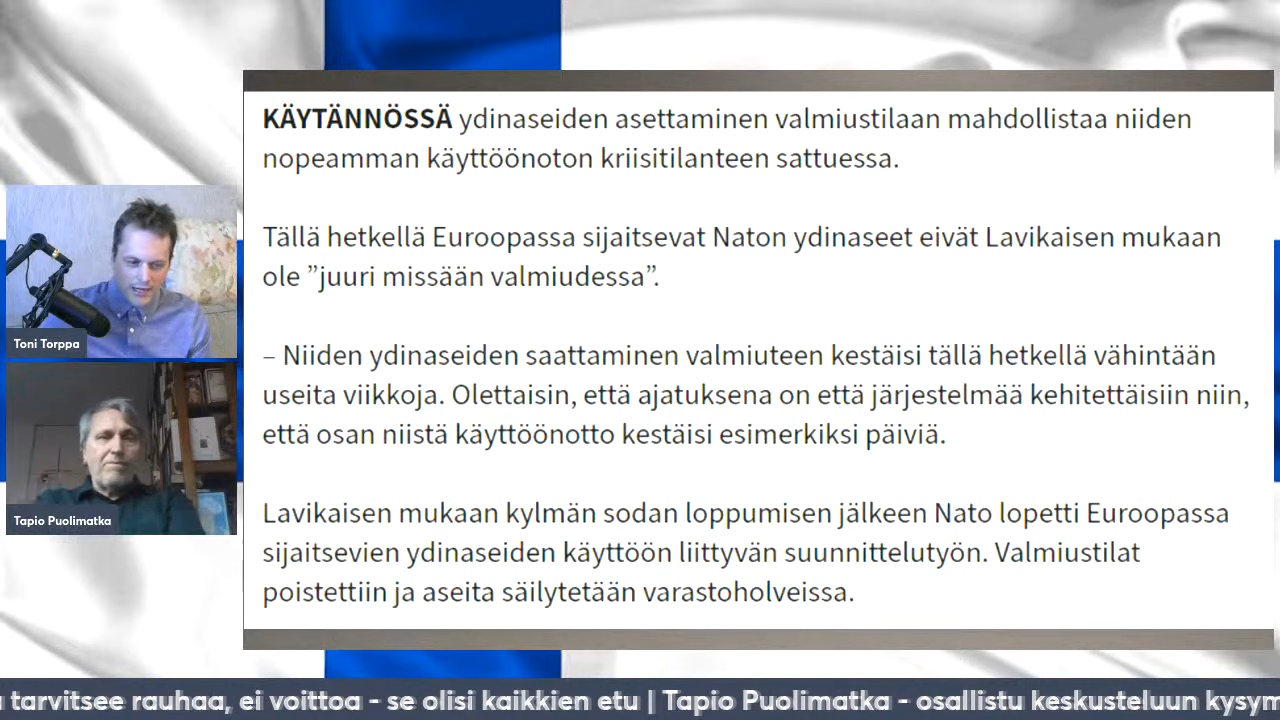 KÄYTÄNNÖSSÄ ydinaseiden asettaminen valmiustilaan mahdollistaa niiden
nopeamman käyttöönoton kriisitilanteen sattuessa.
Tällä hetkellä Euroopassa sijaitsevat Naton ydinaseet eivät Lavikaisen mukaan
ole ”juuri missään valmiudessa”.
– Niiden ydinaseiden saattaminen valmiuteen kestäisi tällä hetkellä vähintään
useita viikkoja. Olettaisin, että ajatuksena on että järjestelmää kehitettäisiin niin,
että osan niistä käyttöönotto kestäisi esimerkiksi päiviä.
Lavikaisen mukaan kylmän sodan loppumisen jälkeen Nato lopetti Euroopassa
sijaitsevien ydinaseiden käyttöön liittyvän suunnittelutyön. Valmiustilat
poistettiin ja aseita säilytetään varastoholveissa.
Toni Torppa
Tapio Puolimatka
tarvitsee rauhaa, ei voittoa - se olisi kaikkien etu | Tapio Puolimatka - osallistu keskusteluun